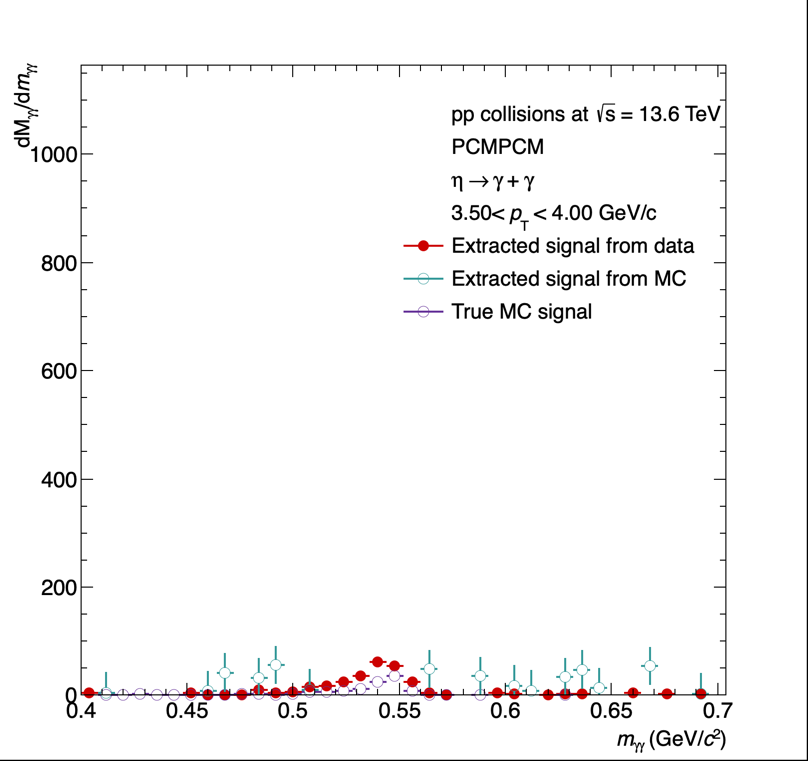 dM_γγ/dm_γγ
pp collisions at √s = 13.6 TeV
PCMPCM
η → γ + γ
3.50< p_T < 4.00 GeV/c
Extracted signal from data
Extracted signal from MC
True MC signal
1000
800
600
400
200
0
0.4 0.45 0.5 0.55 0.6 0.65 0.7
m_γγ (GeV/c²)